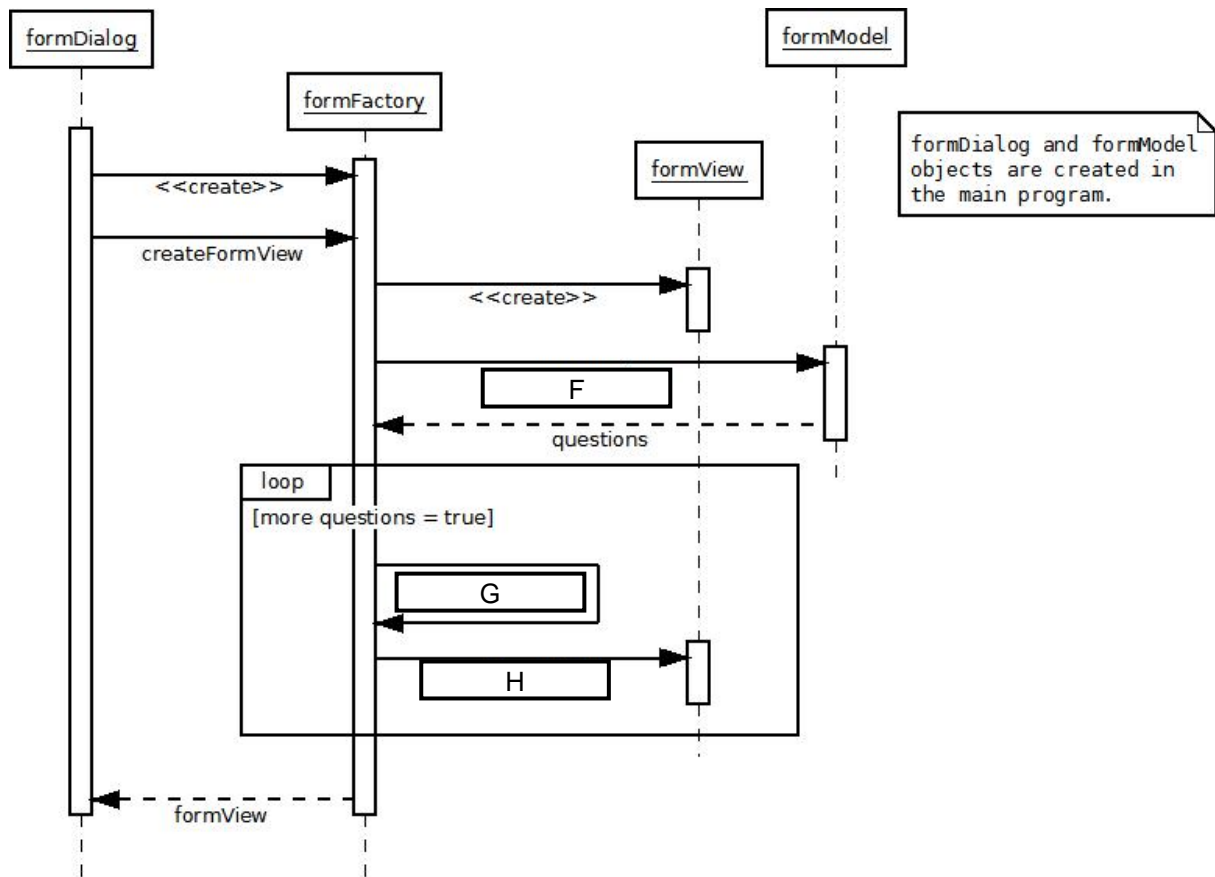 formDialog
formModel
formFactory
formDialog and formModel
objects are created in
the main program.
formView
<<create>>
createFormView
<<create>>
F
questions
loop
[more questions = true]
G
H
formView